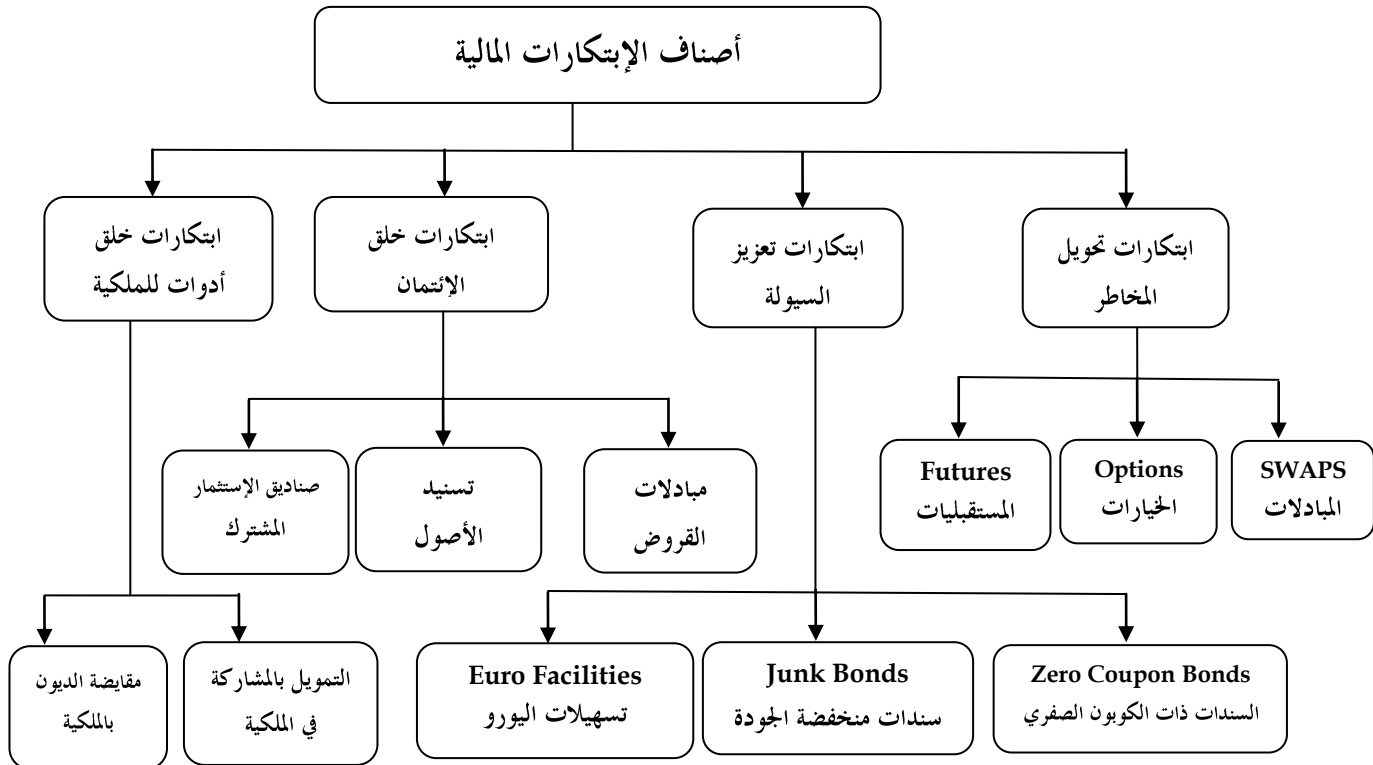 أصناف الإبتكارات المالية
ابتكارات تحويل
المخاطر
ابتكارات تعزيز
السيولة
ابتكارات خلق
الإئتمان
ابتكارات خلق
أدوات للملكية
SWAPS
المبادلات
Options
الخيارات
Futures
المستقبليات
مبادلات
القروض
تسنيد
الأصول
صناديق الإستثمار
المشترك
Zero Coupon Bonds
السندات ذات الكوبون الصفري
Junk Bonds
سندات منخفضة الجودة
Euro Facilities
تسهيلات اليورو
التمويل بالمشاركة
في الملكية
مقايضة الديون
بالملكية